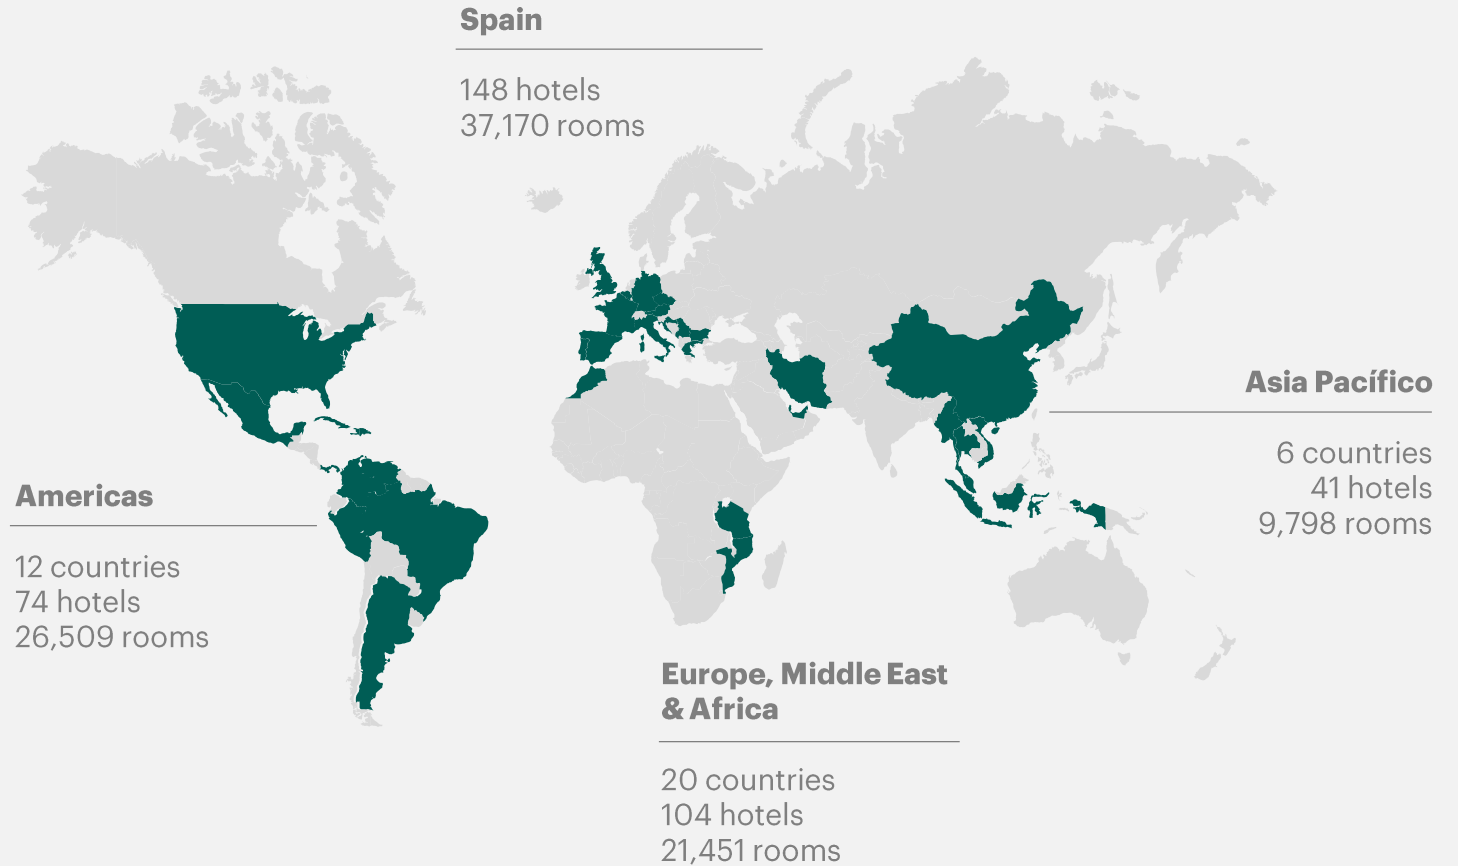 Spain
148 hotels
37,170 rooms
Asia Pacífico
6 countries
41 hotels
9,798 rooms
Americas
12 countries
74 hotels
26,509 rooms
Europe, Middle East
& Africa
20 countries
104 hotels
21,451 rooms